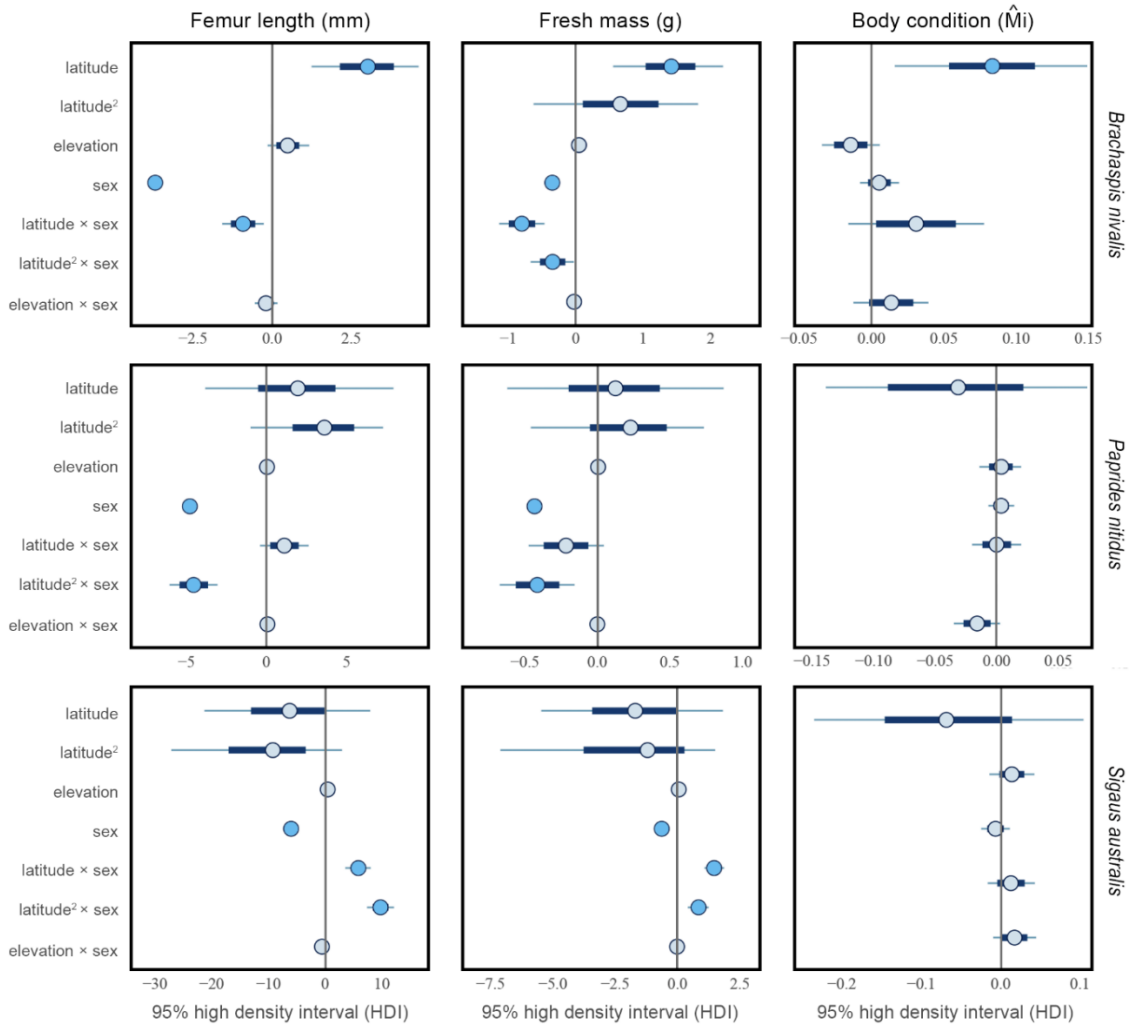 Femur length (mm) Fresh mass (g) Body condition (M̂i)
latitude
latitude²
elevation
sex
latitude × sex
latitude² × sex
elevation × sex
Brachaspis nivalis
−2.5 0.0 2.5 −1 0 1 2 −0.05 0.00 0.05 0.10 0.15
latitude
latitude²
elevation
sex
latitude × sex
latitude² × sex
elevation × sex
Paprides nitidus
−5 0 5 −0.5 0.0 0.5 1.0 −0.15 −0.10 −0.05 0.00 0.05
latitude
latitude²
elevation
sex
latitude × sex
latitude² × sex
elevation × sex
Sigaus australis
−30 −20 −10 0 10 −7.5 −5.0 −2.5 0.0 2.5 −0.2 −0.1 0.0 0.1
95% high density interval (HDI) 95% high density interval (HDI) 95% high density interval (HDI)